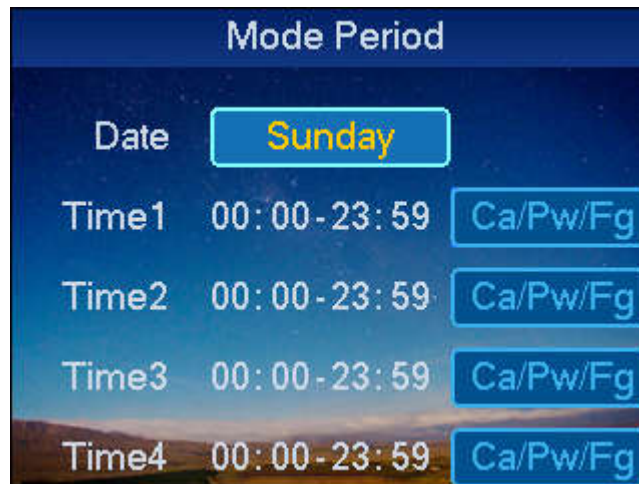 Mode Period
Date Sunday
Time1 00:00-23:59 Ca/Pw/Fg
Time2 00:00-23:59 Ca/Pw/Fg
Time3 00:00-23:59 Ca/Pw/Fg
Time4 00:00-23:59 Ca/Pw/Fg